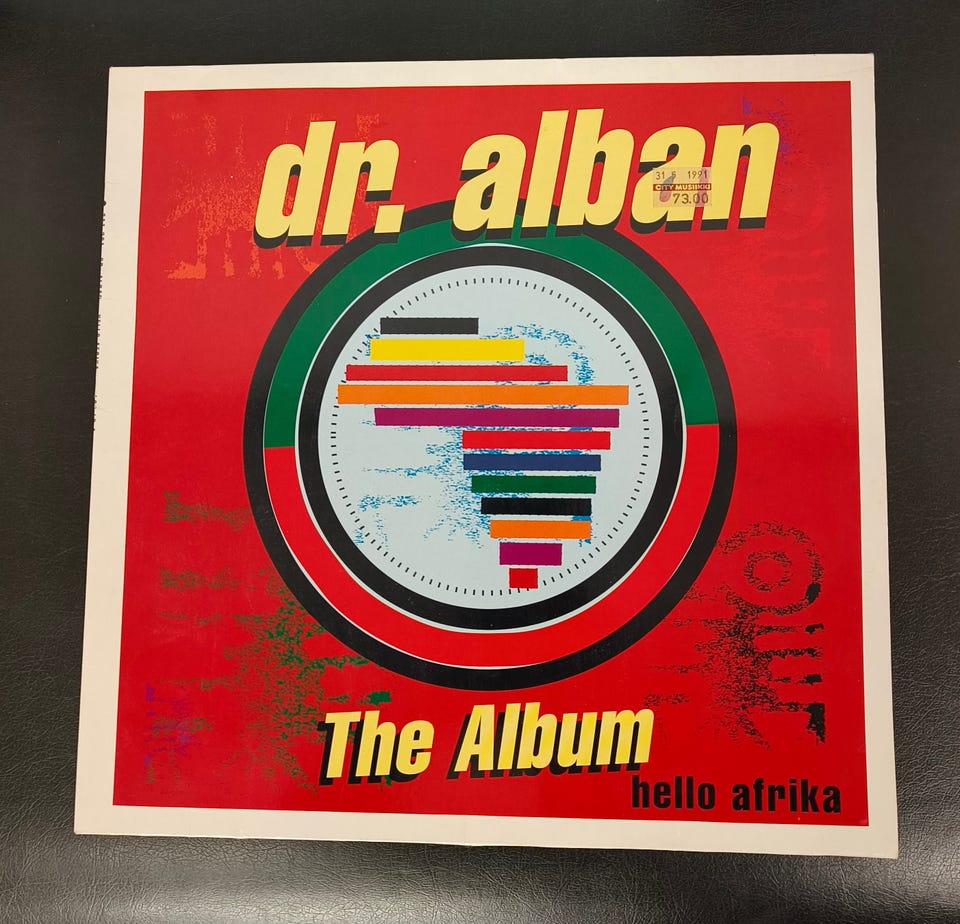 dr. alban
31 5 1991
CITY MUSIIKKI
73.00
The Album
hello afrika